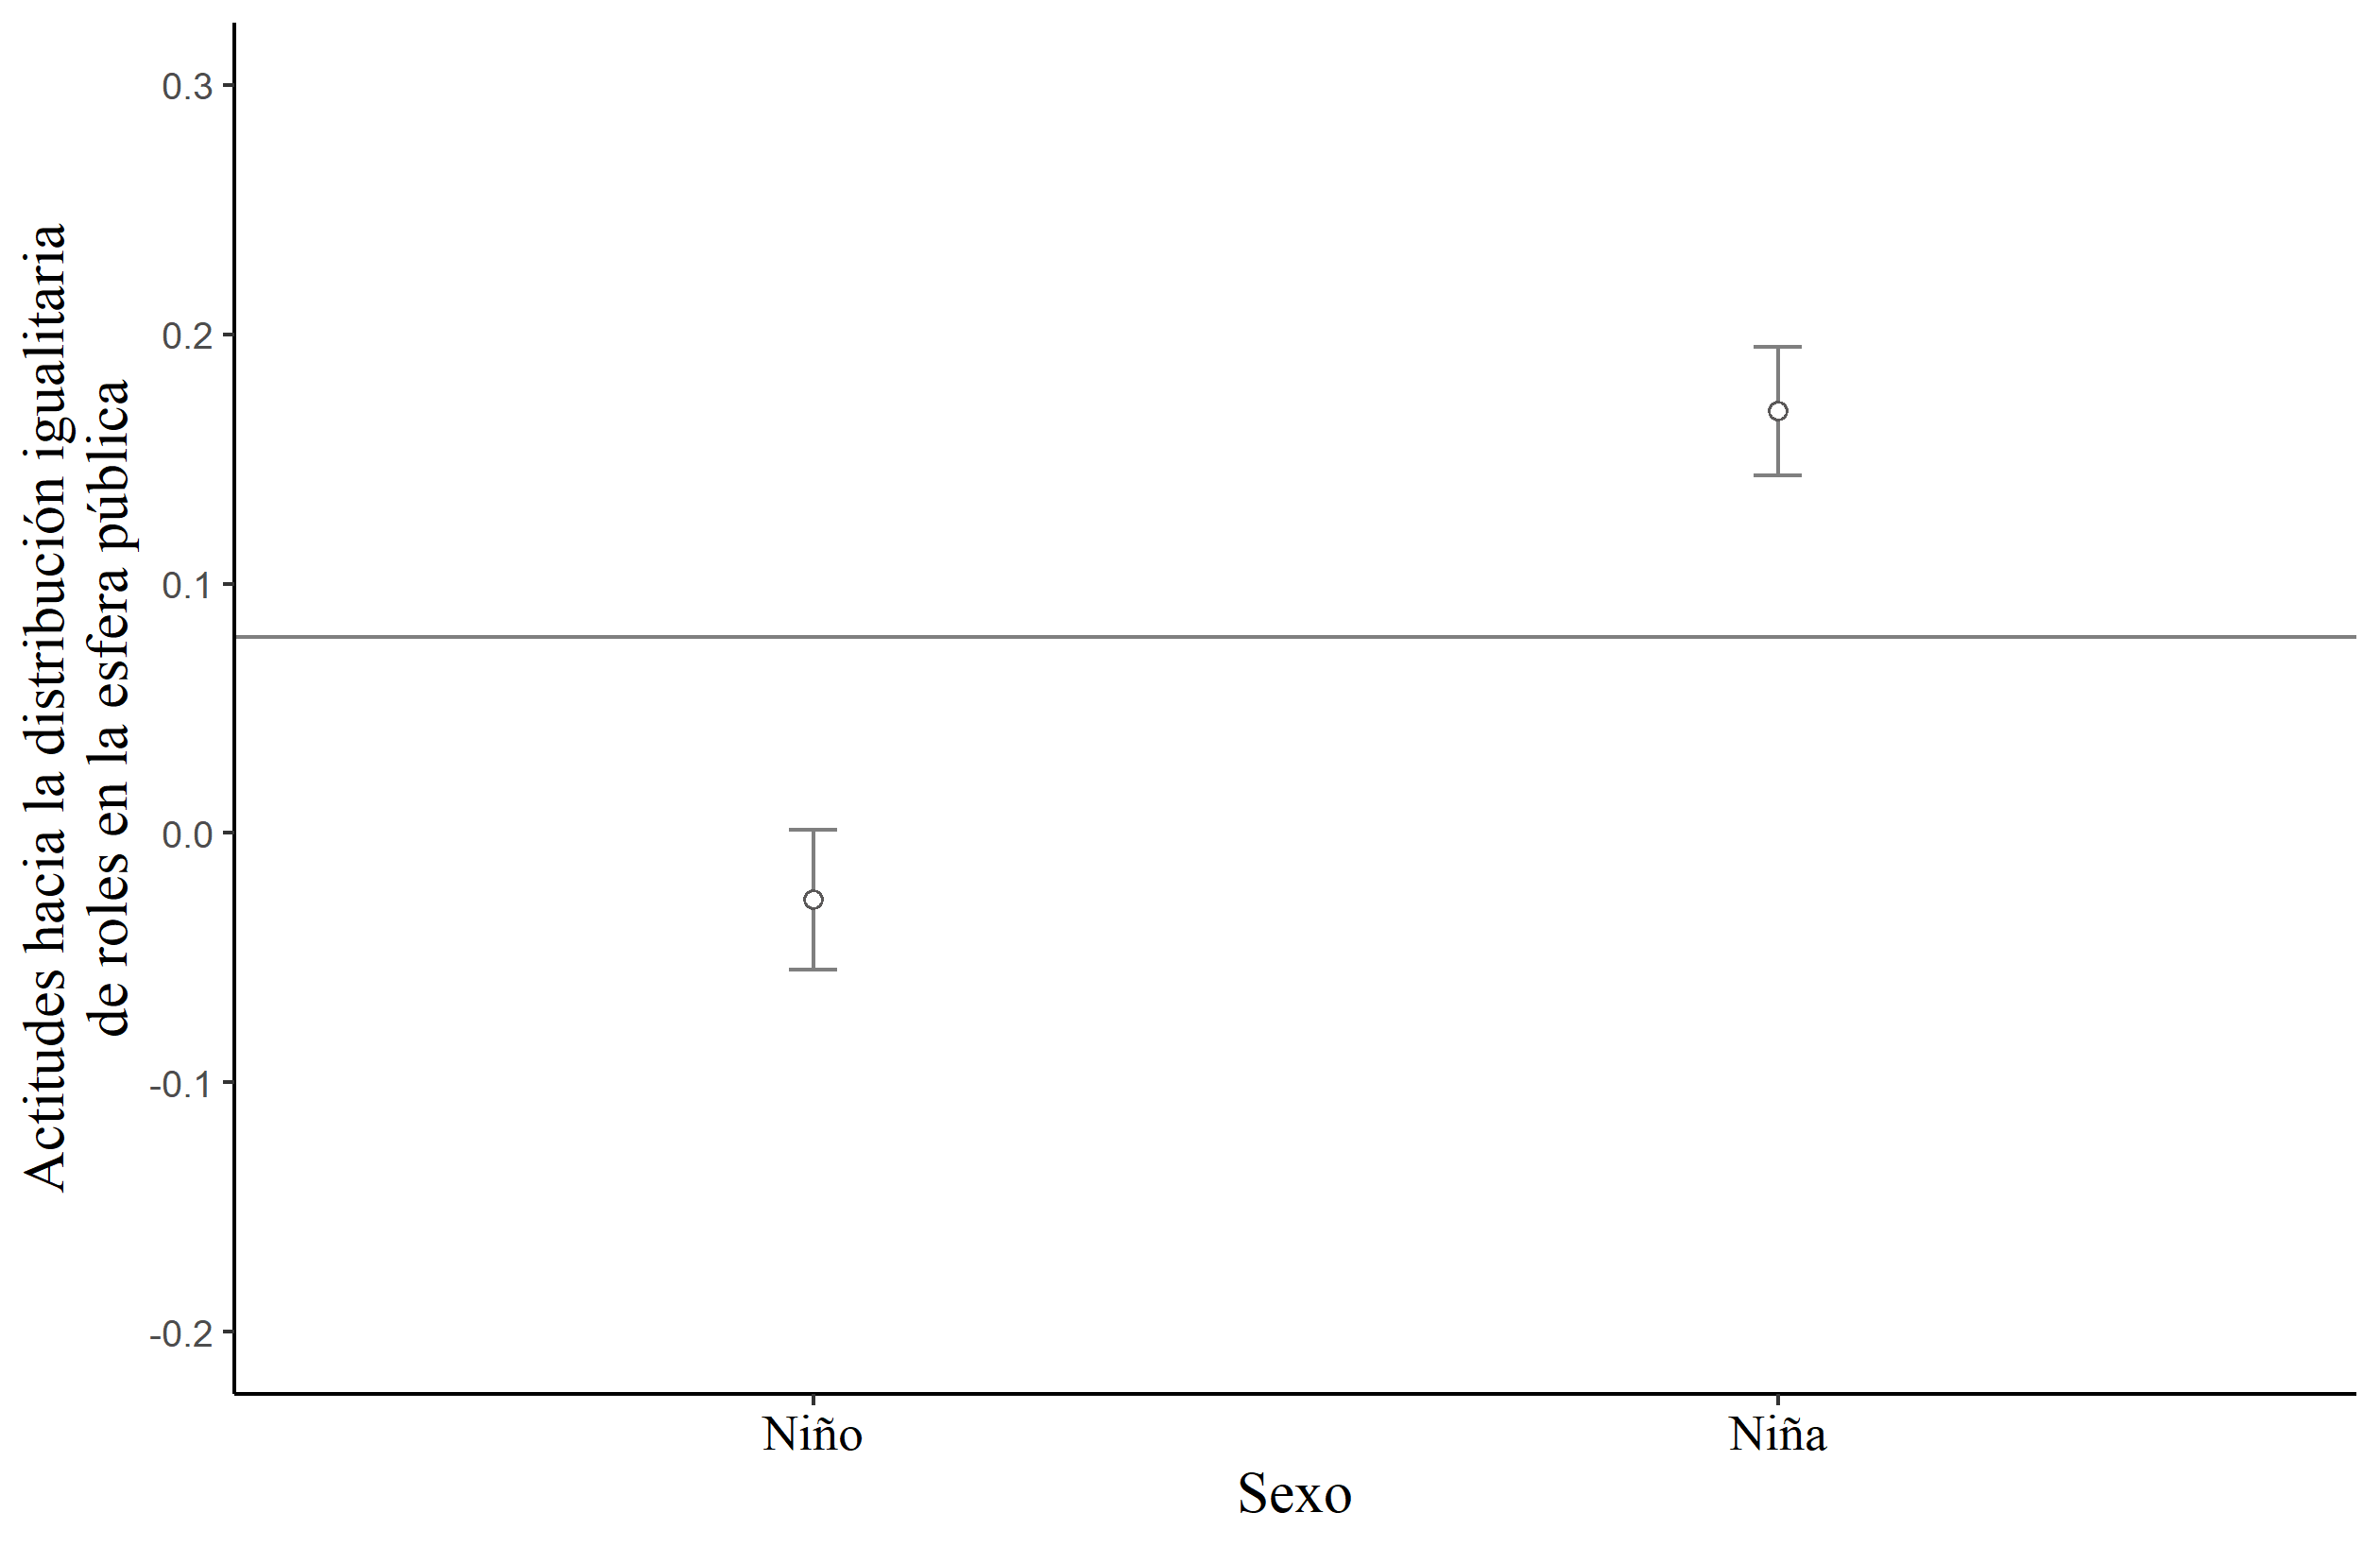 Actitudes hacia la distribución igualitaria
de roles en la esfera pública
0.3
0.2
0.1
0.0
-0.1
-0.2
Niño
Niña
Sexo